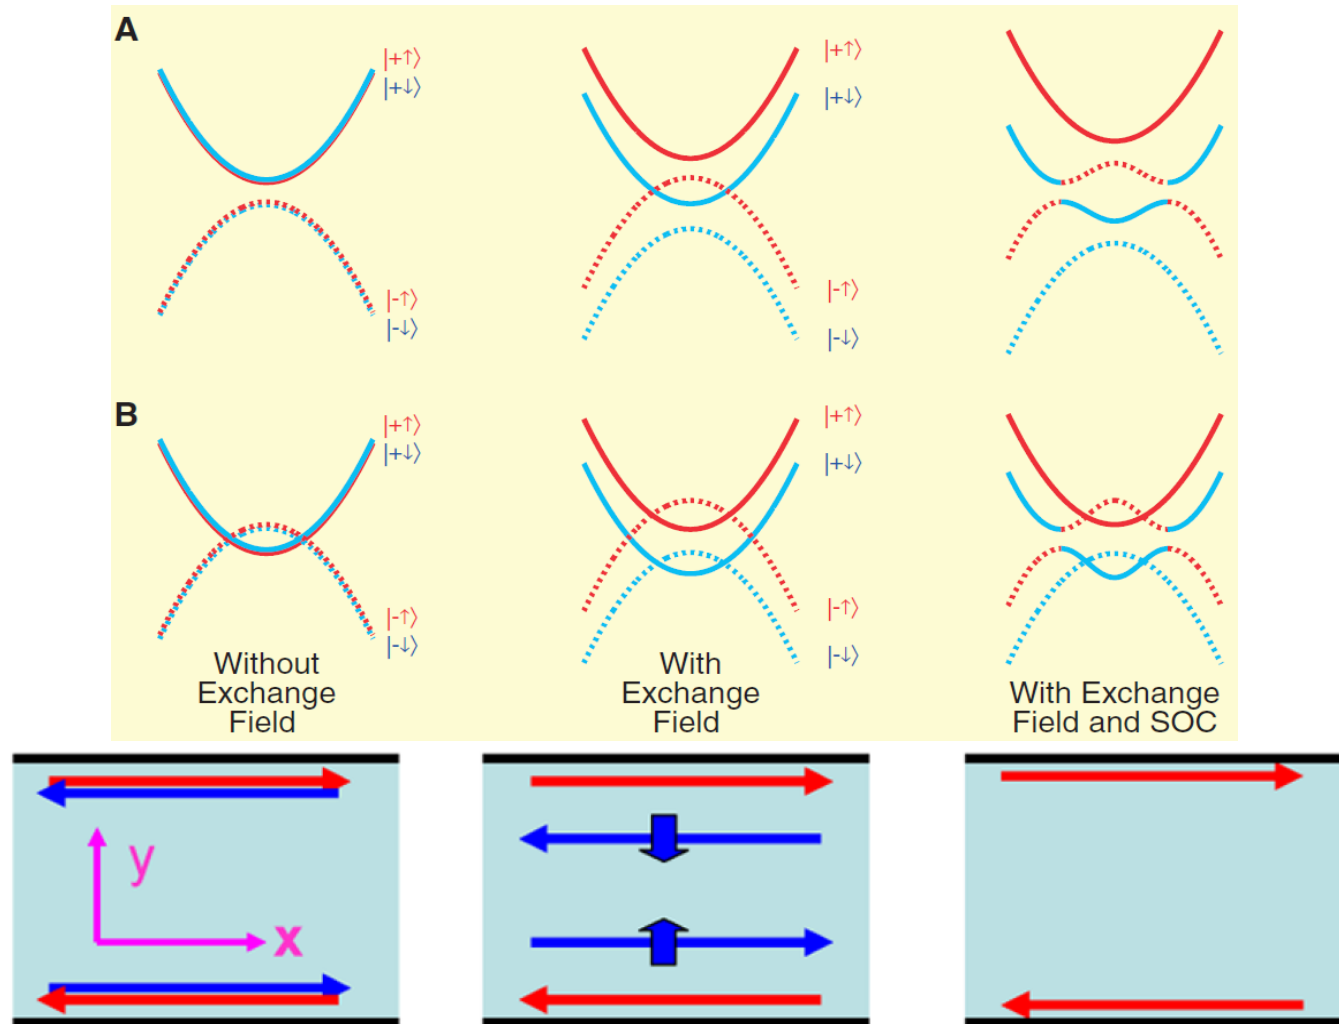 A
|+↑⟩
|+↓⟩
|-↑⟩
|-↓⟩
|+↑⟩
|+↓⟩
|-↑⟩
|-↓⟩
B
|+↑⟩
|+↓⟩
|-↑⟩
|-↓⟩
|+↑⟩
|+↓⟩
|-↑⟩
|-↓⟩
Without
Exchange
Field
With
Exchange
Field
With Exchange
Field and SOC
y
x